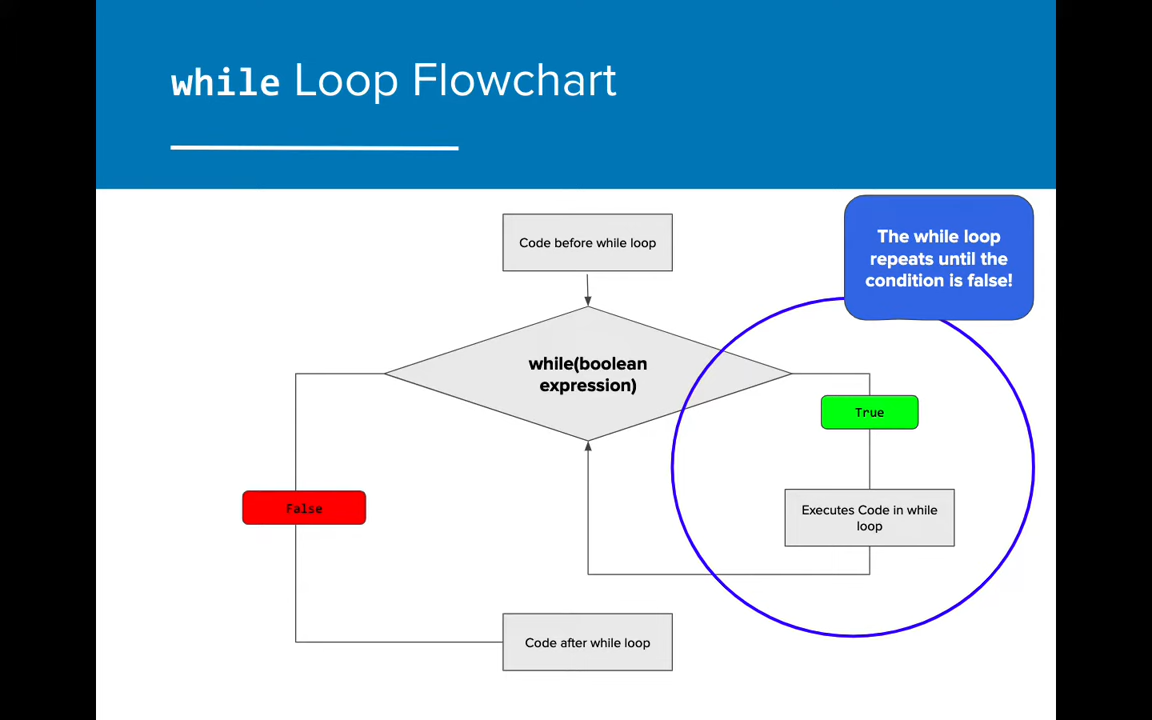 while Loop Flowchart
Code before while loop
The while loop
repeats until the
condition is false!
while(boolean
expression)
True
False
Executes Code in while
loop
Code after while loop